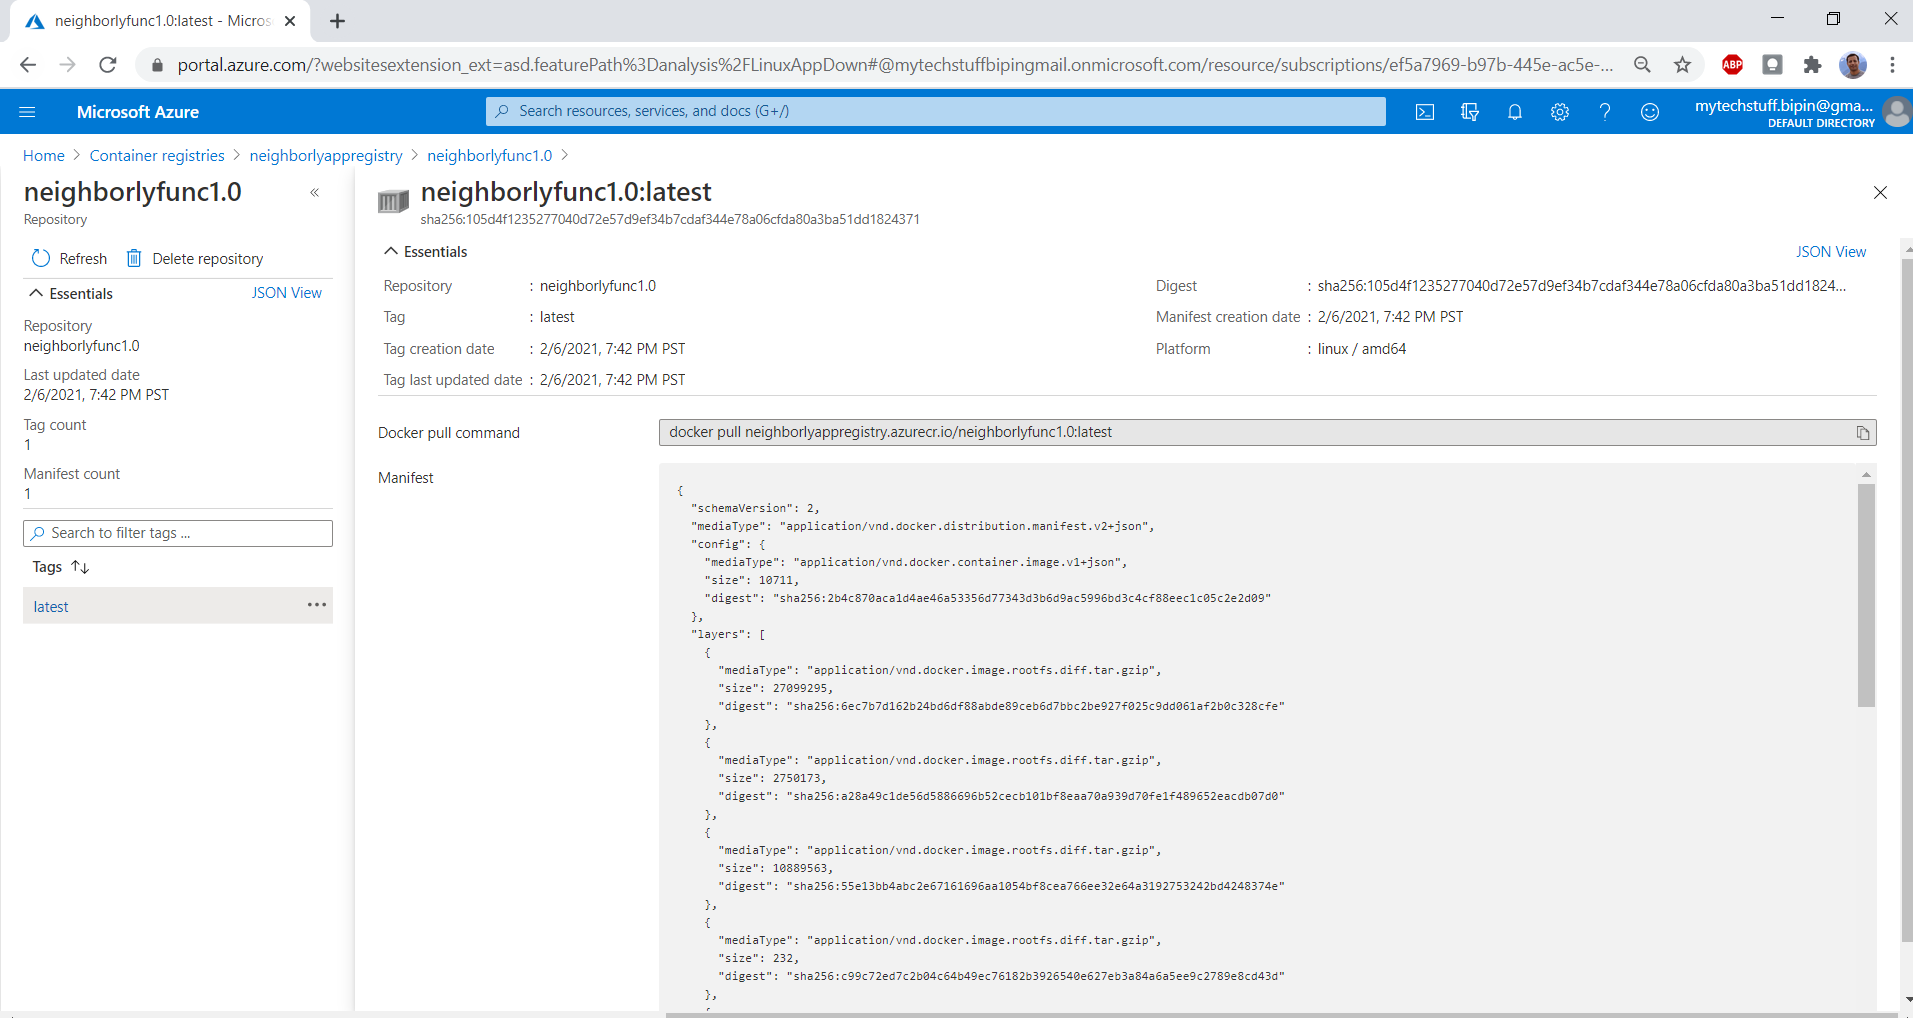 neighborlyfunc1.0:latest - Micros
portal.azure.com/?websitesextension_ext=asd.featurePath%3Danalysis%2FLinuxAppDown#@mytechstuffbipingmail.onmicrosoft.com/resource/subscriptions/ef5a7969-b97b-445e-ac5e-...
ABP
Microsoft Azure
Search resources, services, and docs (G+/)
mytechstuff.bipin@gma...
DEFAULT DIRECTORY
Home > Container registries > neighborlyappregistry > neighborlyfunc1.0 >
neighborlyfunc1.0
Repository
Refresh Delete repository
Essentials JSON View
Repository
neighborlyfunc1.0
Last updated date
2/6/2021, 7:42 PM PST
Tag count
1
Manifest count
1
Search to filter tags ...
Tags
latest
neighborlyfunc1.0:latest
sha256:105d4f1235277040d72e57d9ef34b7cdaf344e78a06cfda80a3ba51dd1824371
Essentials JSON View
Repository : neighborlyfunc1.0
Tag : latest
Tag creation date : 2/6/2021, 7:42 PM PST
Tag last updated date : 2/6/2021, 7:42 PM PST
Digest : sha256:105d4f1235277040d72e57d9ef34b7cdaf344e78a06cfda80a3ba51dd1824...
Manifest creation date : 2/6/2021, 7:42 PM PST
Platform : linux / amd64
Docker pull command docker pull neighborlyappregistry.azurecr.io/neighborlyfunc1.0:latest
Manifest
{
"schemaVersion": 2,
"mediaType": "application/vnd.docker.distribution.manifest.v2+json",
"config": {
"mediaType": "application/vnd.docker.container.image.v1+json",
"size": 10711,
"digest": "sha256:2b4c870aca1d4ae46a53356d77343d3b6d9ac5996bd3c4cf88eec1c05c2e2d09"
},
"layers": [
{
"mediaType": "application/vnd.docker.image.rootfs.diff.tar.gzip",
"size": 27099295,
"digest": "sha256:6ec7b7d162b24bd6df88abde89ceb6d7bbc2be927f025c9dd061af2b0c328cfe"
},
{
"mediaType": "application/vnd.docker.image.rootfs.diff.tar.gzip",
"size": 2750173,
"digest": "sha256:a28a49c1de56d5886696b52cecb101bf8eaa70a939d70fe1f489652eacdb07d0"
},
{
"mediaType": "application/vnd.docker.image.rootfs.diff.tar.gzip",
"size": 10889563,
"digest": "sha256:55e13bb4abc2e67161696aa1054bf8cea766ee32e64a3192753242bd4248374e"
},
{
"mediaType": "application/vnd.docker.image.rootfs.diff.tar.gzip",
"size": 232,
"digest": "sha256:c99c72ed7c2b04c64b49ec76182b3926540e627eb3a84a6a5ee9c2789e8cd43d"
},